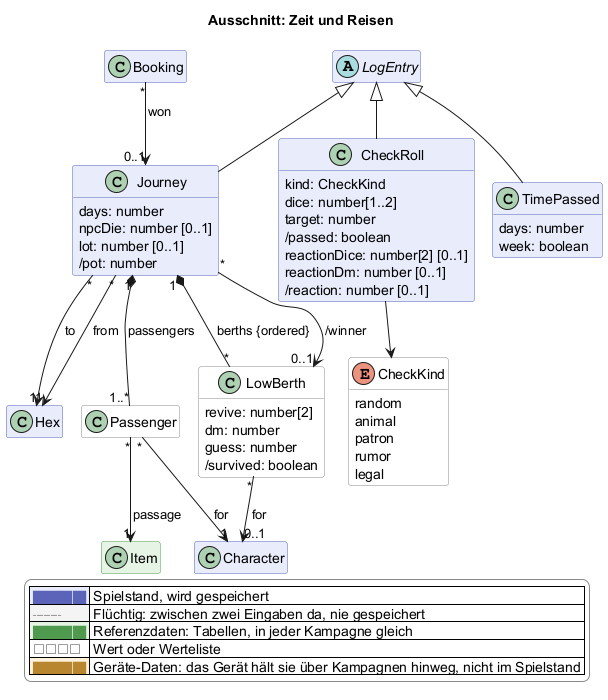 Ausschnitt: Zeit und Reisen
C Booking
A LogEntry
*
won
0..1
C Journey
days: number
npcDie: number [0..1]
lot: number [0..1]
/pot: number
C CheckRoll
kind: CheckKind
dice: number[1..2]
target: number
/passed: boolean
reactionDice: number[2] [0..1]
reactionDm: number [0..1]
/reaction: number [0..1]
C TimePassed
days: number
week: boolean
*
*
*
1
1
to
from
passengers
berths {ordered}
/winner
1
1
1..*
*
0..1
C Hex
C Passenger
C LowBerth
revive: number[2]
dm: number
guess: number
/survived: boolean
E CheckKind
random
animal
patron
rumor
legal
*
*
*
passage
for
for
1
1
0..1
C Item
C Character
Spielstand, wird gespeichert
Flüchtig: zwischen zwei Eingaben da, nie gespeichert
Referenzdaten: Tabellen, in jeder Kampagne gleich
Wert oder Werteliste
Geräte-Daten: das Gerät hält sie über Kampagnen hinweg, nicht im Spielstand